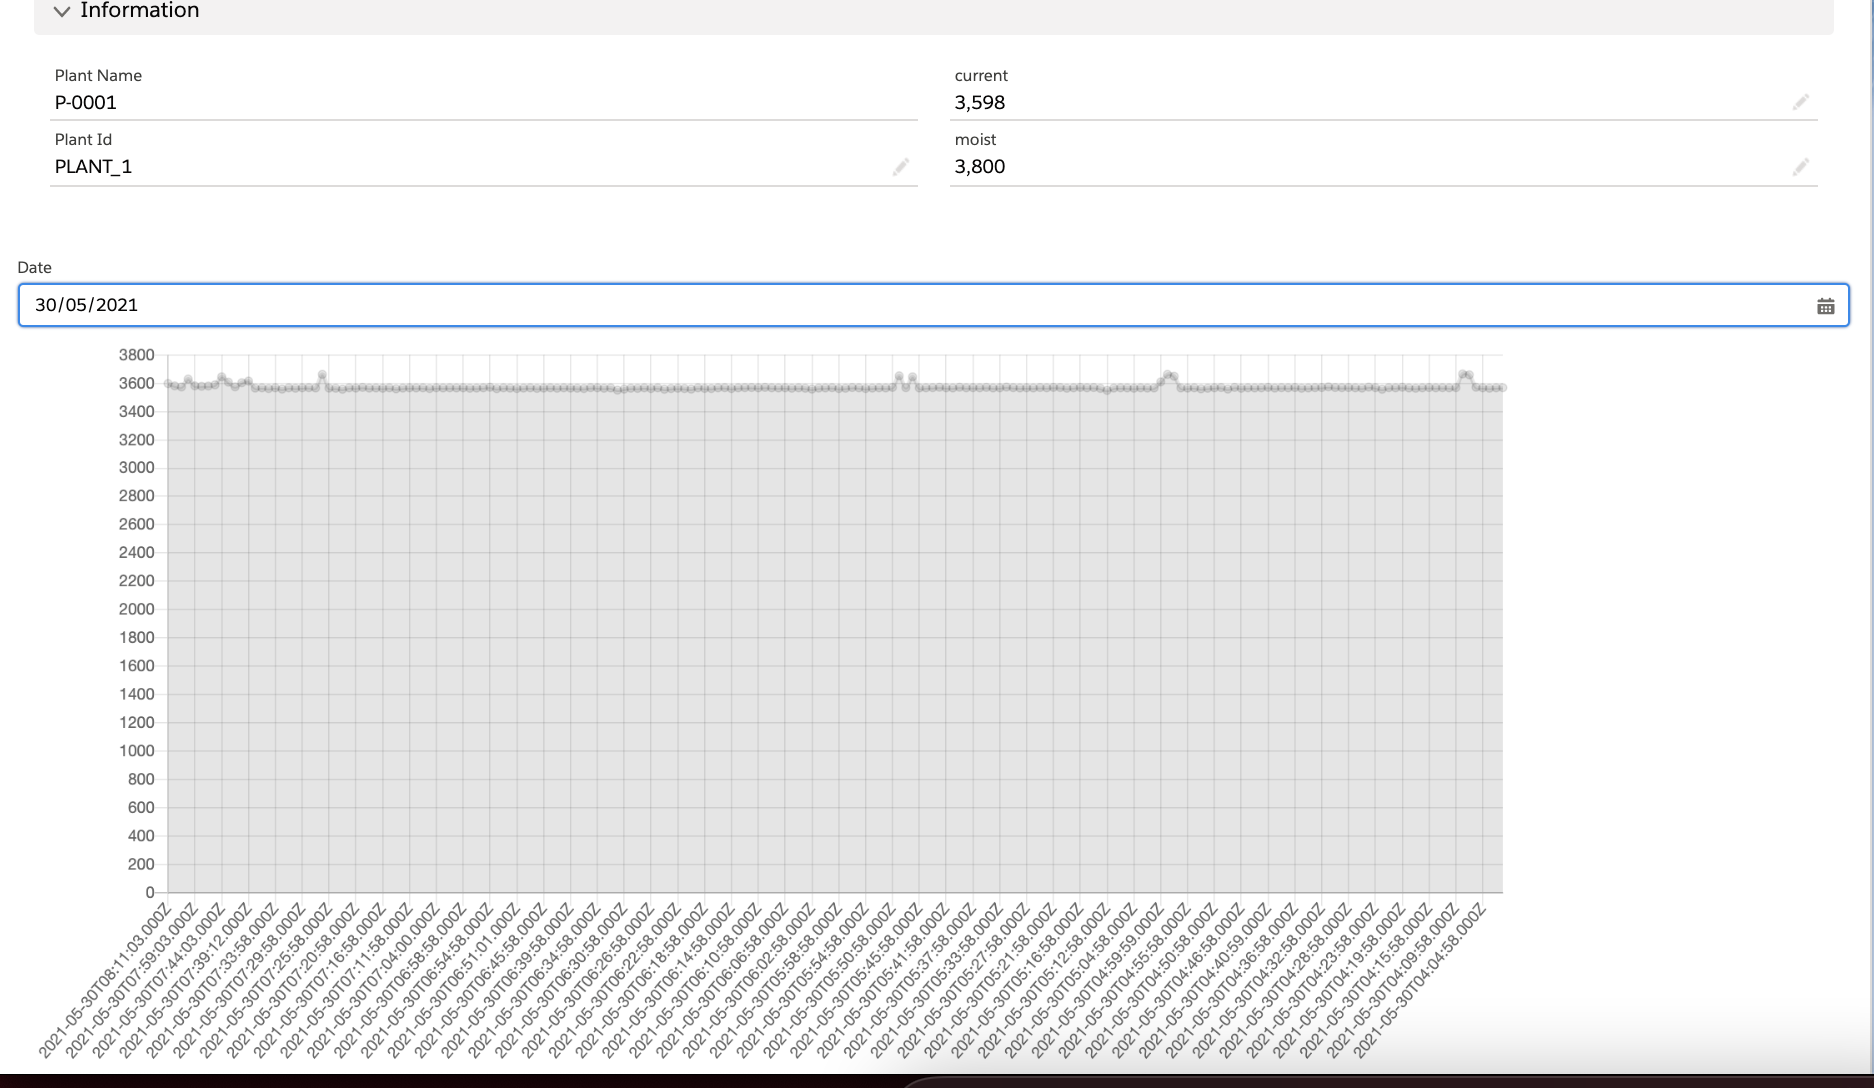 Information
Plant Name
P-0001
current
3,598
Plant Id
PLANT_1
moist
3,800
Date
30/05/2021
3800
3600
3400
3200
3000
2800
2600
2400
2200
2000
1800
1600
1400
1200
1000
800
600
400
200
0
2021-05-30T08:11:03.000Z
2021-05-30T07:59:03.000Z
2021-05-30T07:44:03.000Z
2021-05-30T07:39:12.000Z
2021-05-30T07:33:58.000Z
2021-05-30T07:29:58.000Z
2021-05-30T07:25:58.000Z
2021-05-30T07:20:58.000Z
2021-05-30T07:16:58.000Z
2021-05-30T07:11:58.000Z
2021-05-30T07:04:00.000Z
2021-05-30T06:58:58.000Z
2021-05-30T06:54:58.000Z
2021-05-30T06:51:01.000Z
2021-05-30T06:45:58.000Z
2021-05-30T06:39:58.000Z
2021-05-30T06:34:58.000Z
2021-05-30T06:30:58.000Z
2021-05-30T06:26:58.000Z
2021-05-30T06:22:58.000Z
2021-05-30T06:18:58.000Z
2021-05-30T06:14:58.000Z
2021-05-30T06:10:58.000Z
2021-05-30T06:06:58.000Z
2021-05-30T06:02:58.000Z
2021-05-30T05:58:58.000Z
2021-05-30T05:54:58.000Z
2021-05-30T05:50:58.000Z
2021-05-30T05:45:58.000Z
2021-05-30T05:41:58.000Z
2021-05-30T05:37:58.000Z
2021-05-30T05:33:58.000Z
2021-05-30T05:27:58.000Z
2021-05-30T05:21:58.000Z
2021-05-30T05:16:58.000Z
2021-05-30T05:12:58.000Z
2021-05-30T05:04:58.000Z
2021-05-30T04:59:59.000Z
2021-05-30T04:55:58.000Z
2021-05-30T04:50:58.000Z
2021-05-30T04:46:58.000Z
2021-05-30T04:40:59.000Z
2021-05-30T04:36:58.000Z
2021-05-30T04:32:58.000Z
2021-05-30T04:28:58.000Z
2021-05-30T04:23:58.000Z
2021-05-30T04:19:58.000Z
2021-05-30T04:15:58.000Z
2021-05-30T04:09:58.000Z
2021-05-30T04:04:58.000Z